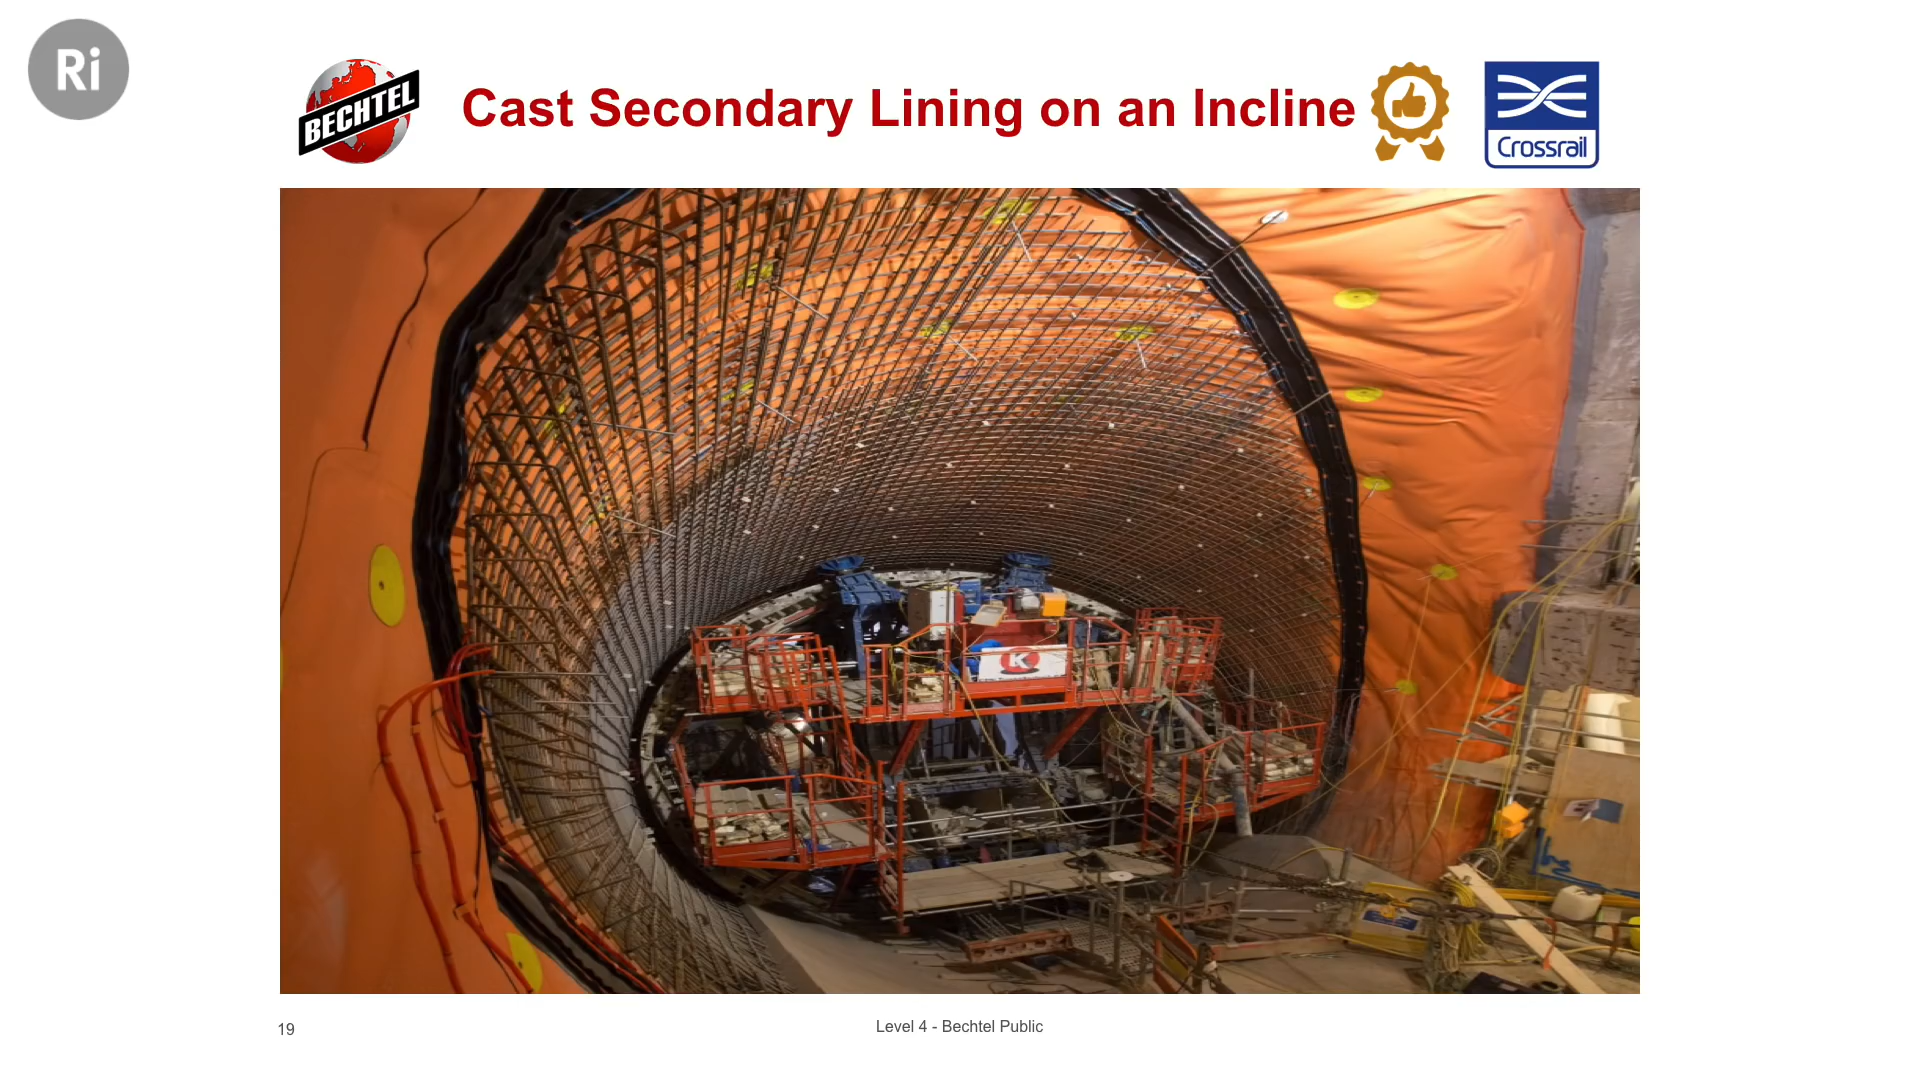 Ri
BECHTEL
Cast Secondary Lining on an Incline
Crossrail
K
19
Level 4 - Bechtel Public